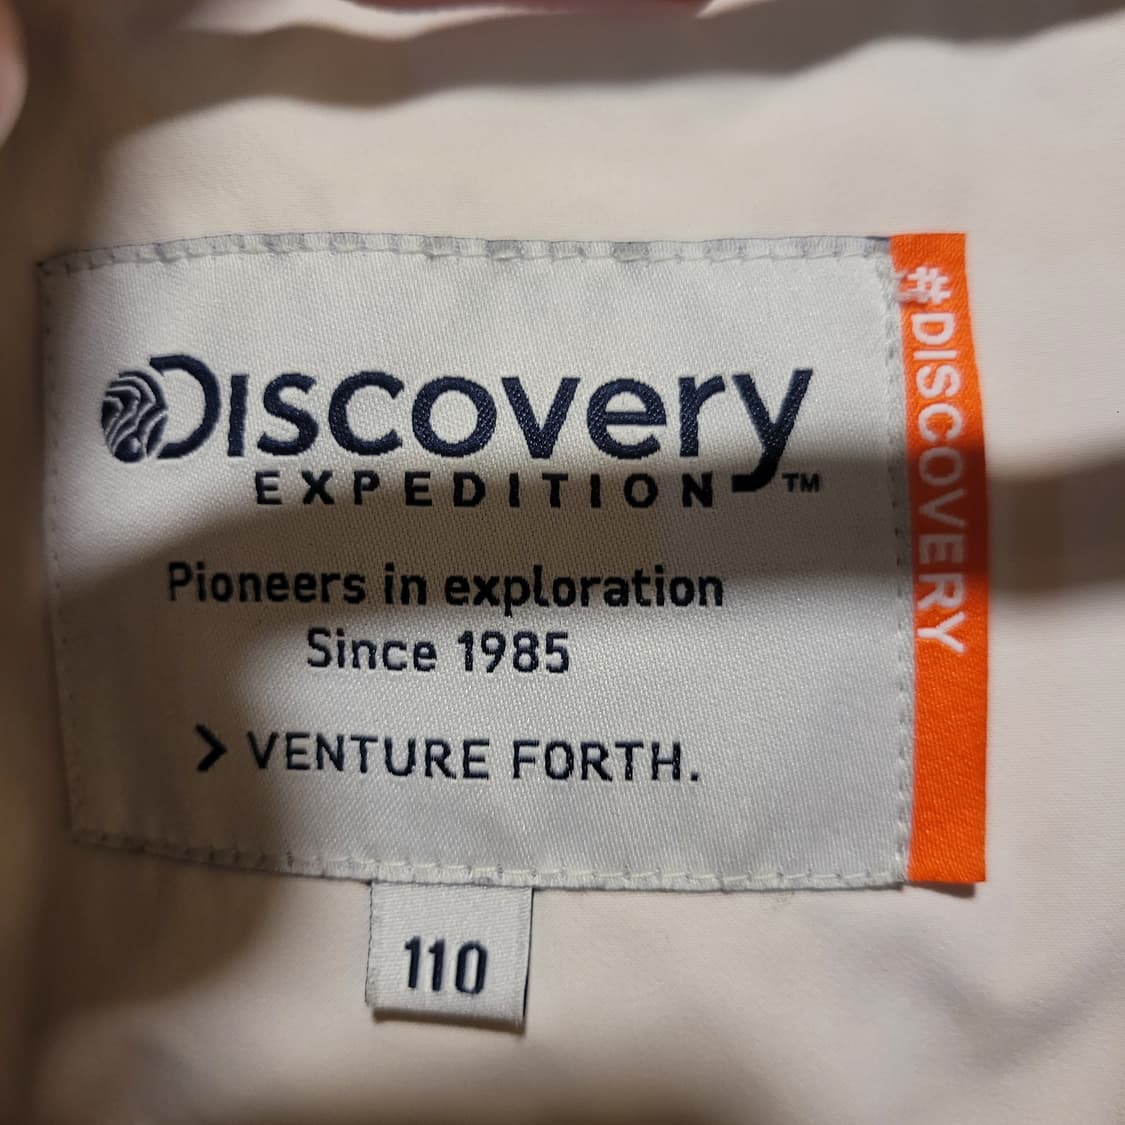 Discovery
EXPEDITION™
Pioneers in exploration
Since 1985
> VENTURE FORTH.
110
#DISCOVERY